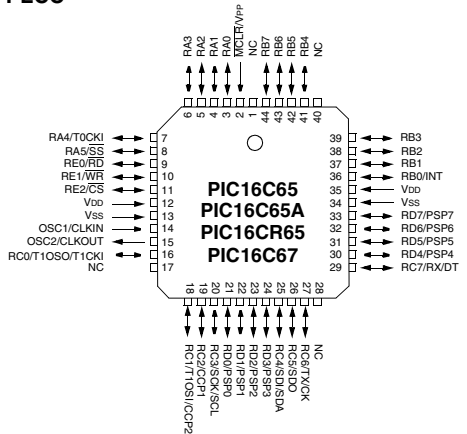 RA3
RA2
RA1
RA0
MCLR/VPP
NC
RB7
RB6
RB5
RB4
NC
6
5
4
3
2
1
44
43
42
41
40
RA4/T0CKI 7
RA5/SS 8
RE0/RD 9
RE1/WR 10
RE2/CS 11
VDD 12
VSS 13
OSC1/CLKIN 14
OSC2/CLKOUT 15
RC0/T1OSO/T1CKI 16
NC 17
PIC16C65
PIC16C65A
PIC16CR65
PIC16C67
39 RB3
38 RB2
37 RB1
36 RB0/INT
35 VDD
34 VSS
33 RD7/PSP7
32 RD6/PSP6
31 RD5/PSP5
30 RD4/PSP4
29 RC7/RX/DT
18
19
20
21
22
23
24
25
26
27
28
RC1/T1OSI/CCP2
RC2/CCP1
RC3/SCK/SCL
RD0/PSP0
RD1/PSP1
RD2/PSP2
RD3/PSP3
RC4/SDI/SDA
RC5/SDO
RC6/TX/CK
NC